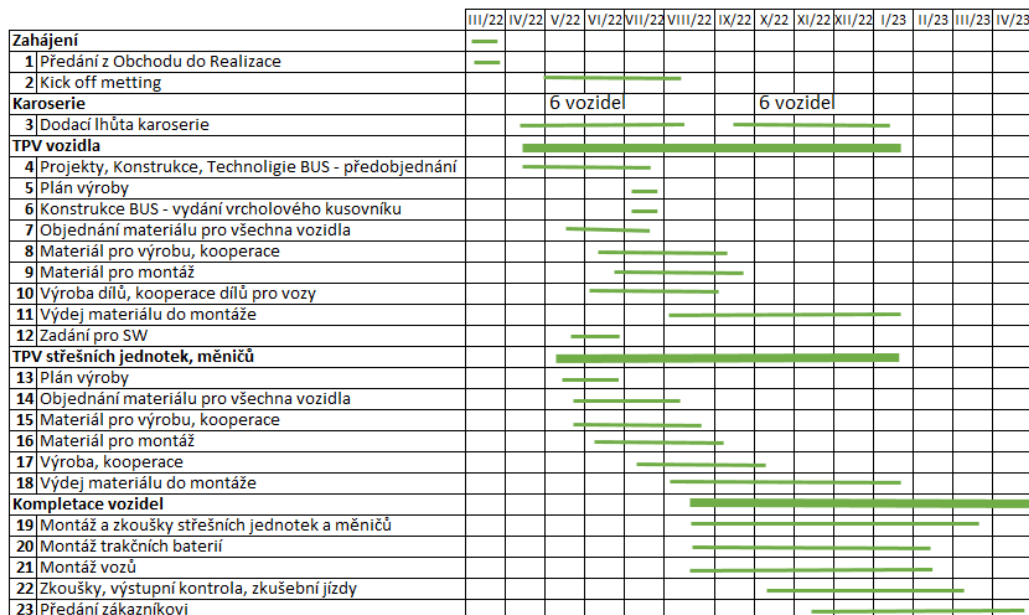 III/22 IV/22 V/22 VI/22 VII/22 VIII/22 IX/22 X/22 XI/22 XII/22 I/23 II/23 III/23 IV/23
Zahájení
1 Předání z Obchodu do Realizace
2 Kick off metting
Karoserie 6 vozidel 6 vozidel
3 Dodací lhůta karoserie
TPV vozidla
4 Projekty, Konstrukce, Technoligie BUS - předobjednání
5 Plán výroby
6 Konstrukce BUS - vydání vrcholového kusovníku
7 Objednání materiálu pro všechna vozidla
8 Materiál pro výrobu, kooperace
9 Materiál pro montáž
10 Výroba dílů, kooperace dílů pro vozy
11 Výdej materiálu do montáže
12 Zadání pro SW
TPV střešních jednotek, měničů
13 Plán výroby
14 Objednání materiálu pro všechna vozidla
15 Materiál pro výrobu, kooperace
16 Materiál pro montáž
17 Výroba, kooperace
18 Výdej materiálu do montáže
Kompletace vozidel
19 Montáž a zkoušky střešních jednotek a měničů
20 Montáž trakčních baterií
21 Montáž vozů
22 Zkoušky, výstupní kontrola, zkušební jízdy
23 Předání zákazníkovi